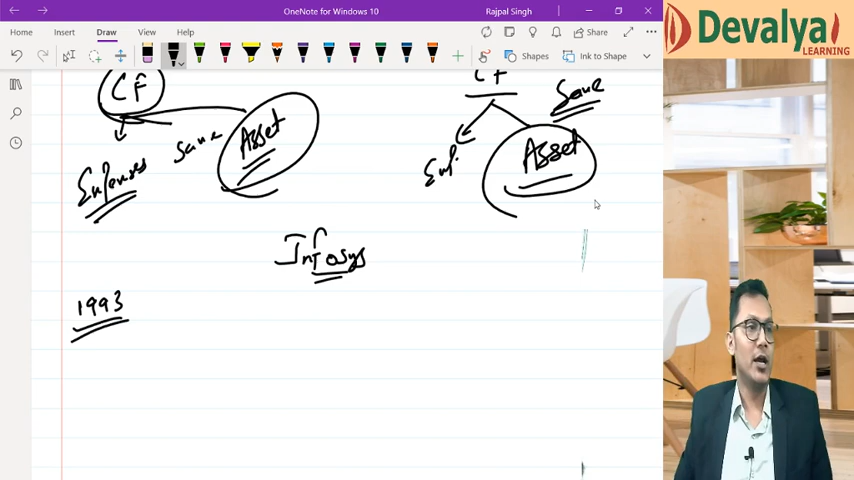 OneNote for Windows 10
Rajpal Singh
Devalya
LEARNING
Home Insert Draw View Help
Share
Shapes
Ink to Shape
CF
CF
Save
Save
Asset
Asset
Expenses
Exp.
Infosys
1993